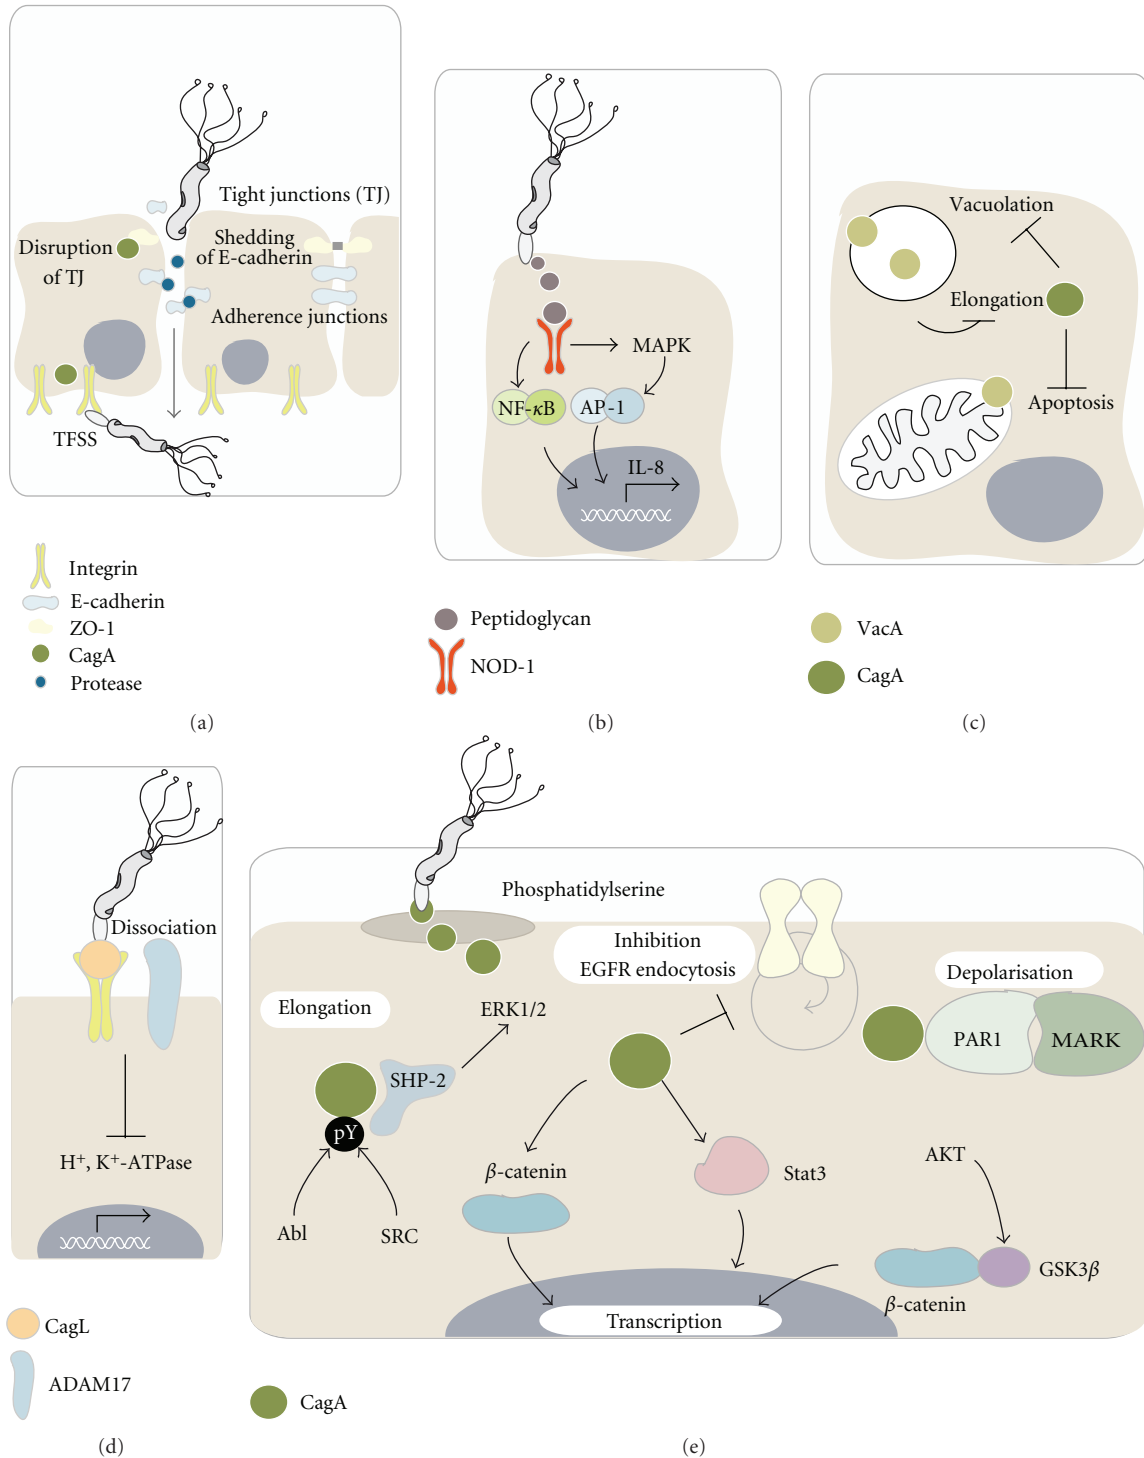 Tight junctions (TJ)
Disruption
of TJ
Shedding
of E-cadherin
Adherence junctions
TFSS
Integrin
E-cadherin
ZO-1
CagA
Protease
(a)
MAPK
NF-κB
AP-1
IL-8
Peptidoglycan
NOD-1
(b)
Vacuolation
Elongation
Apoptosis
VacA
CagA
(c)
Dissociation
H⁺, K⁺-ATPase
CagL
ADAM17
(d)
Phosphatidylserine
Inhibition
EGFR endocytosis
Depolarisation
Elongation
ERK1/2
PAR1
MARK
SHP-2
pY
β-catenin
Stat3
AKT
Abl
SRC
GSK3β
β-catenin
Transcription
CagA
(e)